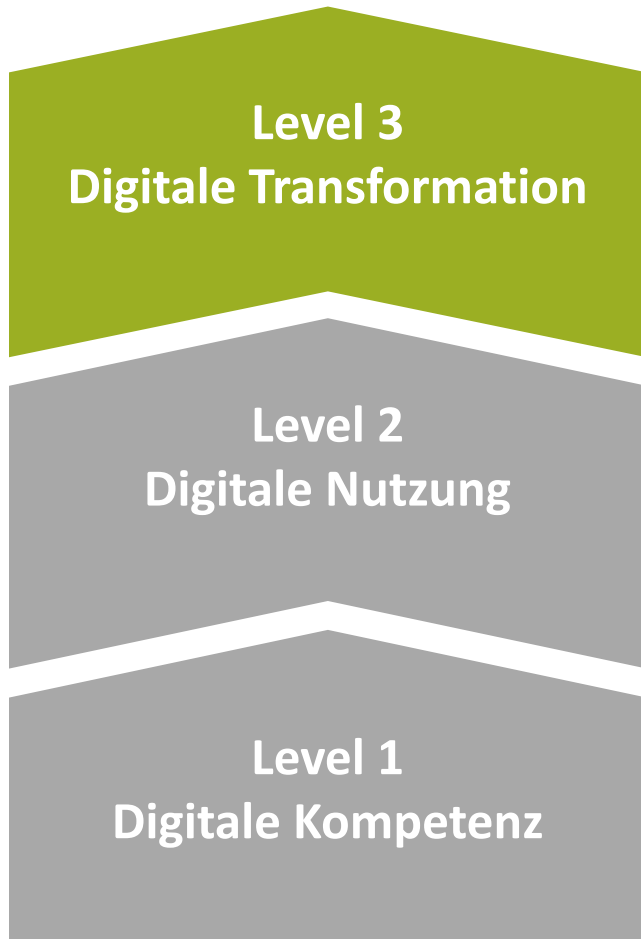 Level 3
Digitale Transformation
Level 2
Digitale Nutzung
Level 1
Digitale Kompetenz